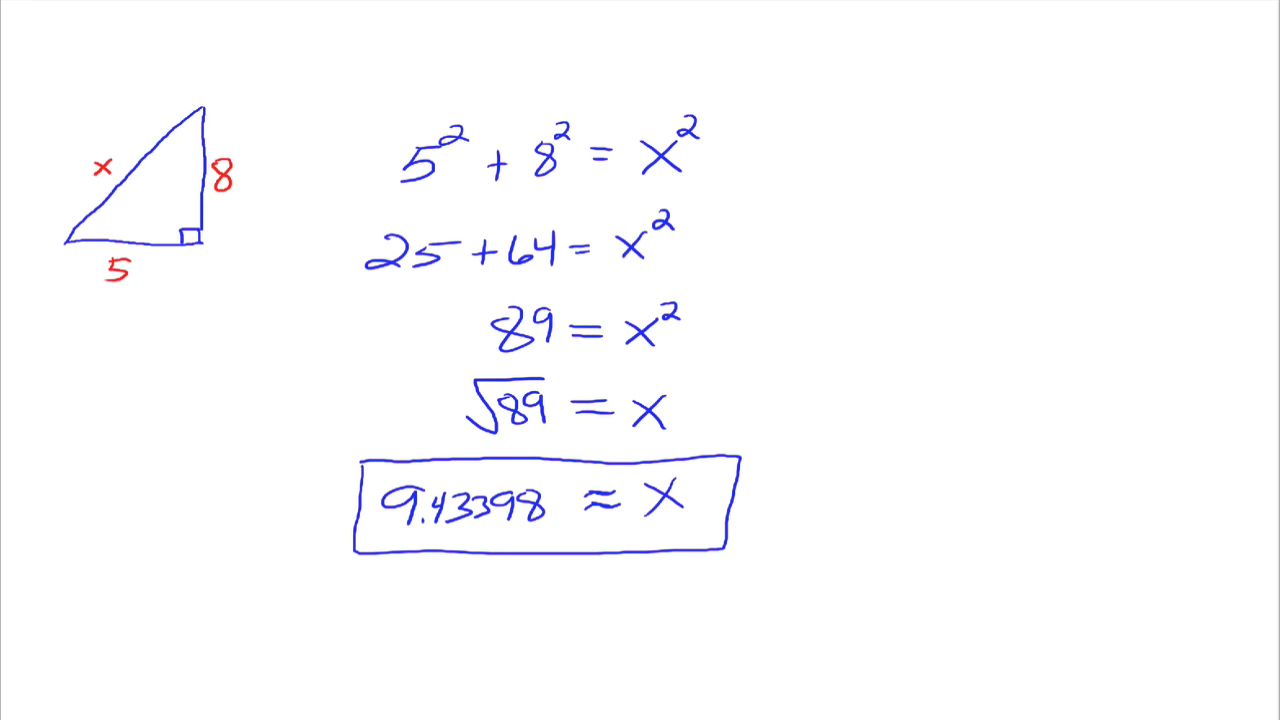 x
8
5
5² + 8² = x²
25 + 64 = x²
89 = x²
√89 = x
9.43398 ≈ x